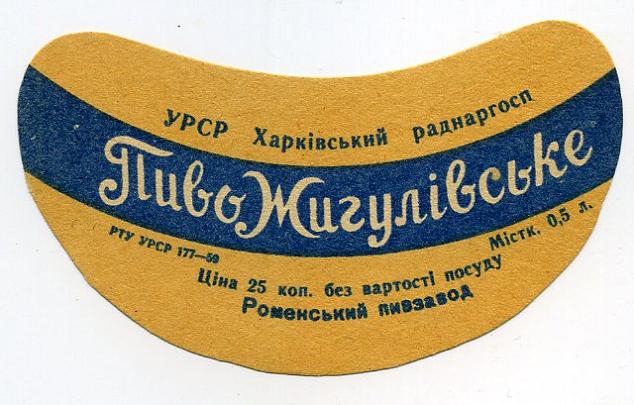 УРСР Харківський раднаргосп
Пиво Жигулівське
РТУ УРСР 177—59
Містк. 0,5 л.
Ціна 25 коп. без вартості посуду
Роменський пивзавод